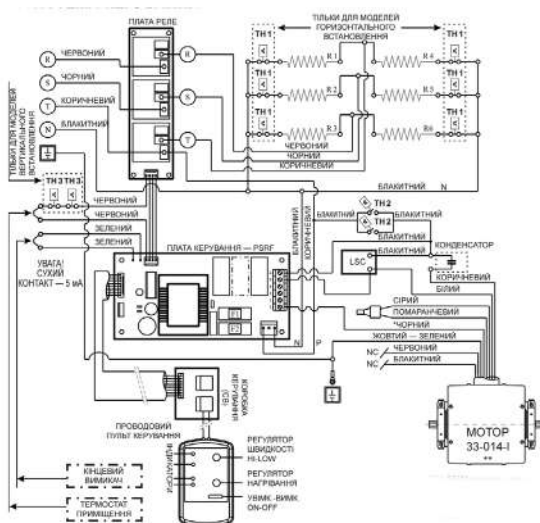 ПЛАТА РЕЛЕ
ТІЛЬКИ ДЛЯ МОДЕЛЕЙ
ГОРИЗОНТАЛЬНОГО
ВСТАНОВЛЕННЯ
TH 1
TH 1
R ЧЕРВОНИЙ
R
R 1
R 4
S ЧОРНИЙ
TH 1
TH 1
T КОРИЧНЕВИЙ
S
R 2
R 5
N БЛАКИТНИЙ
TH 1
TH 1
T
R 3
R6
ЧЕРВОНИЙ
ЧОРНИЙ
КОРИЧНЕВИЙ
ТІЛЬКИ ДЛЯ МОДЕЛЕЙ
ВЕРТИКАЛЬНОГО
ВСТАНОВЛЕННЯ
TH 3 TH 3
БЛАКИТНИЙ N
ЧЕРВОНИЙ
ЧЕРВОНИЙ
ЗЕЛЕНИЙ
ЗЕЛЕНИЙ
БЛАКИТНИЙ
КОРИЧНЕВИЙ
TH 2
БЛАКИТНИЙ
БЛАКИТНИЙ
TH 2
БЛАКИТНИЙ
КОНДЕНСАТОР
УВАГА!
СУХИЙ
КОНТАКТ — 5 мА
ПЛАТА КЕРУВАННЯ — PSRF
LSC
БЛАКИТНИЙ
КОРИЧНЕВИЙ
БІЛИЙ
СІРИЙ
ПОМАРАНЧЕВИЙ
*ЧОРНИЙ
N
P
ЖОВТИЙ — ЗЕЛЕНИЙ
NC ЧЕРВОНИЙ
NC БЛАКИТНИЙ
КОРОБКА
КЕРУВАННЯ
(CB)
ПРОВОДОВИЙ
ПУЛЬТ КЕРУВАННЯ
МОТОР
33-014-I
**
ІНДИКАТОРИ
РЕГУЛЯТОР
ШВИДКОСТІ
HI-LOW
РЕГУЛЯТОР
НАГРІВАННЯ
УВІМК -ВИМК
ON-OFF
КІНЦЕВИЙ
ВИМИКАЧ
ТЕРМОСТАТ
ПРИМІЩЕННЯ